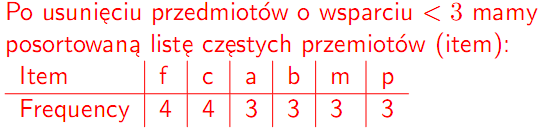 Po usunięciu przedmiotów o wsparciu < 3 mamy
posortowaną listę częstych przemiotów (item):
Item f c a b m p
Frequency 4 4 3 3 3 3